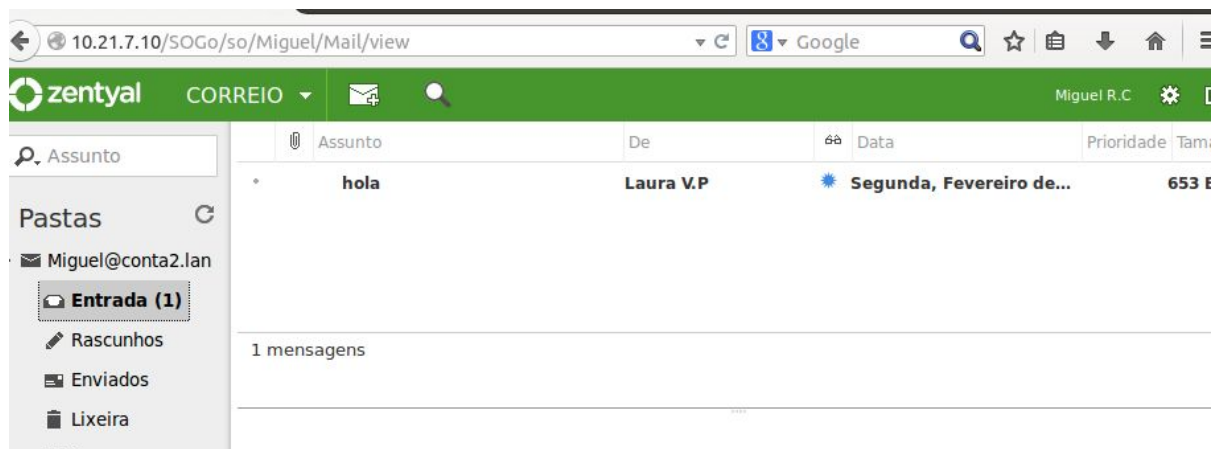 10.21.7.10/SOGo/so/Miguel/Mail/view 8 Google
zentyal CORREIO Miguel R.C
Assunto
Assunto De Data Prioridade
hola Laura V.P Segunda, Fevereiro de... 653
Pastas
Miguel@conta2.lan
Entrada (1)
Rascunhos
1 mensagens
Enviados
Lixeira